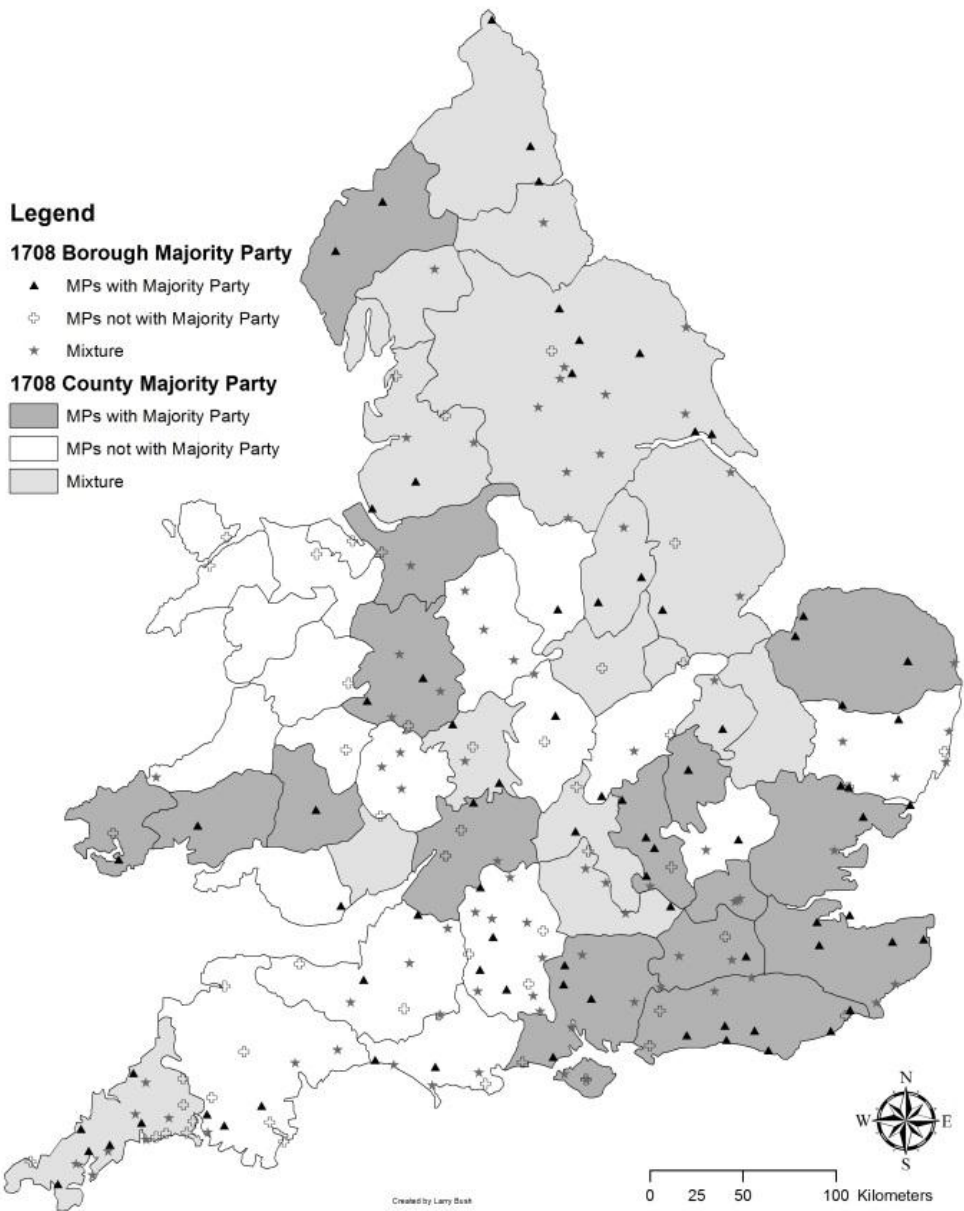 Legend
1708 Borough Majority Party
MPs with Majority Party
MPs not with Majority Party
Mixture
1708 County Majority Party
MPs with Majority Party
MPs not with Majority Party
Mixture
N
W E
S
0 25 50 100 Kilometers
Created by Larry Bush